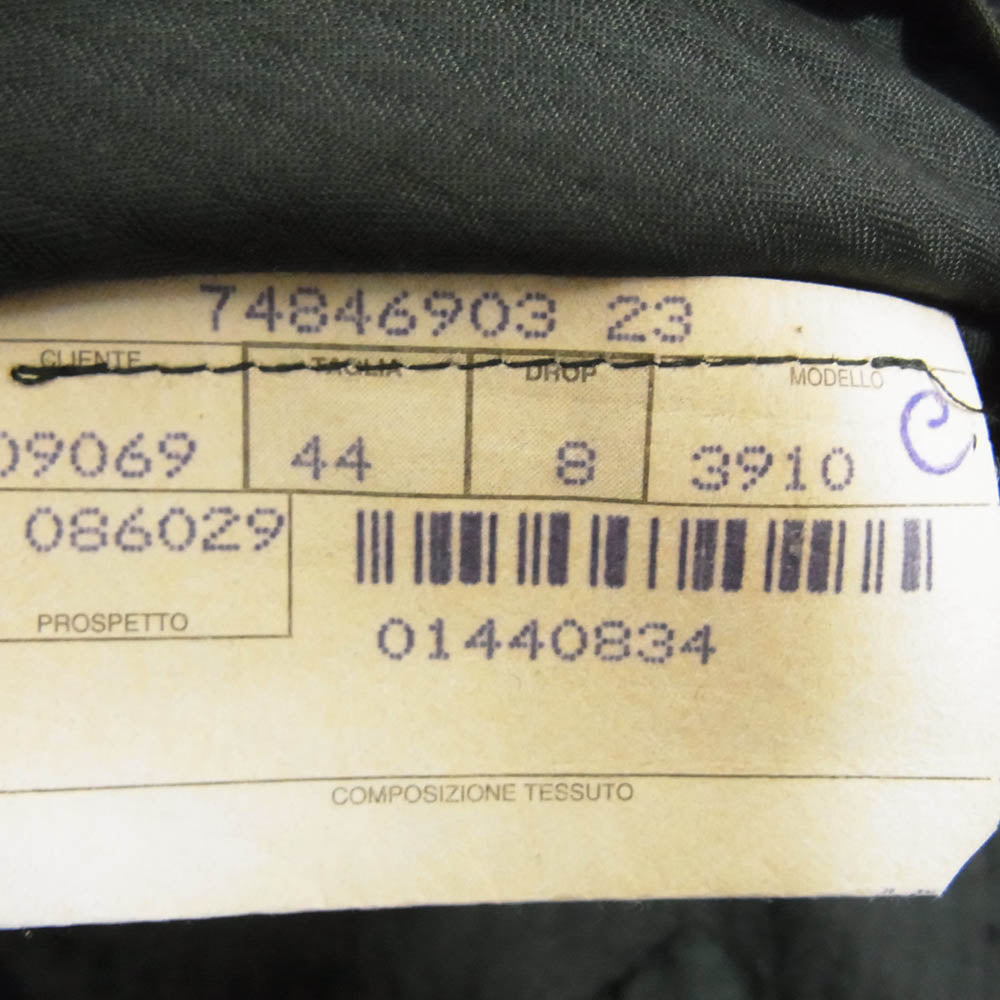 74846903 23
CLIENTE TAGLIA DROP MODELLO
09069 44 8 3910 C
086029
PROSPETTO
01440834
COMPOSIZIONE TESSUTO